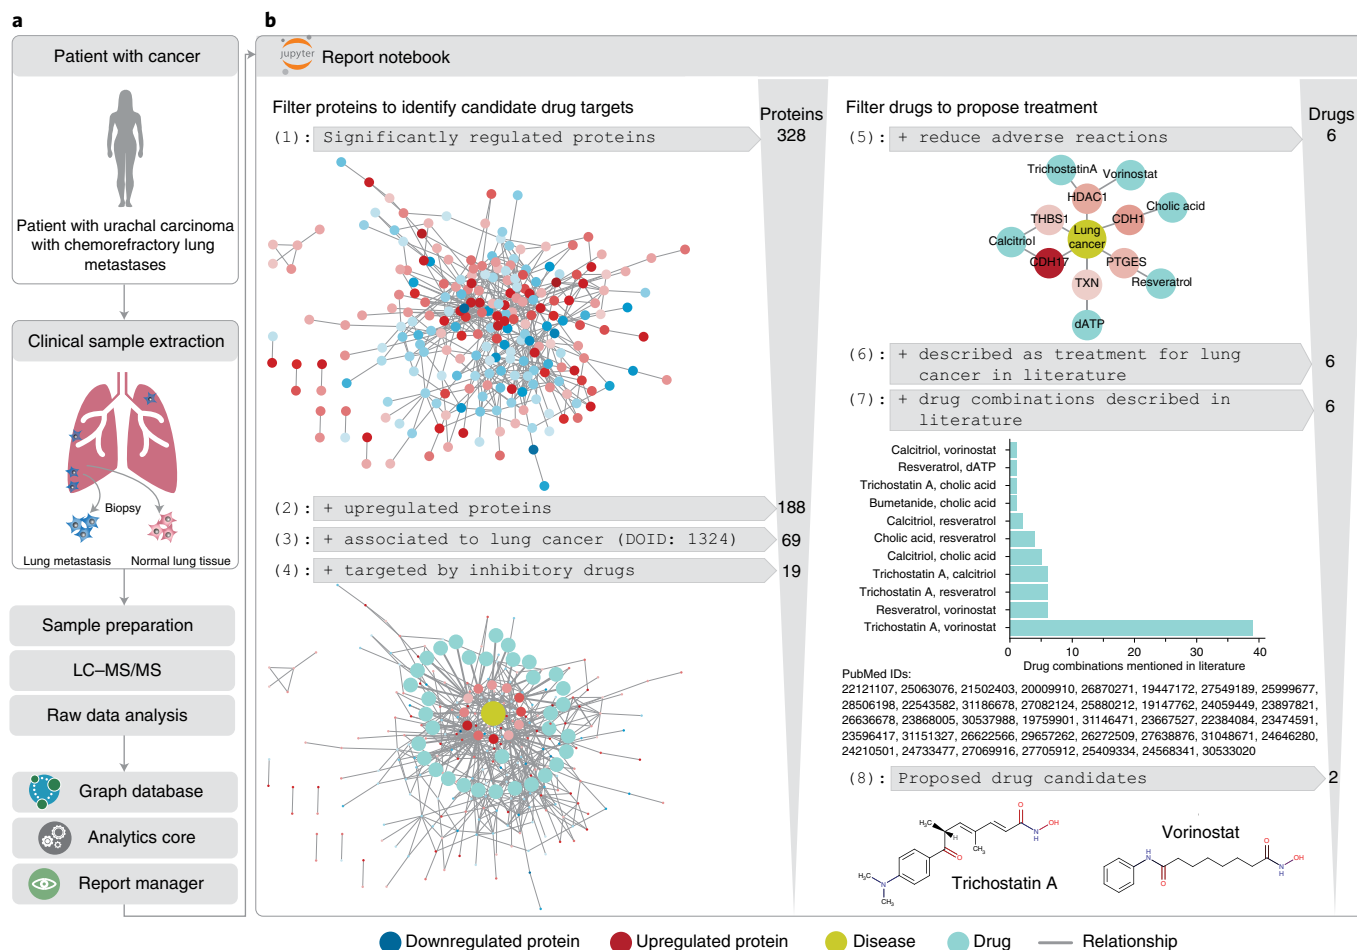 a
Patient with cancer
Patient with urachal carcinoma
with chemorefractory lung
metastases
Clinical sample extraction
Biopsy
Lung metastasis
Normal lung tissue
Sample preparation
LC–MS/MS
Raw data analysis
Graph database
Analytics core
Report manager
b
jupyter
Report notebook
Filter proteins to identify candidate drug targets
Proteins
(1): Significantly regulated proteins 328
(2): + upregulated proteins 188
(3): + associated to lung cancer (DOID: 1324) 69
(4): + targeted by inhibitory drugs 19
Filter drugs to propose treatment
Drugs
(5): + reduce adverse reactions 6
TrichostatinA
Vorinostat
HDAC1
Cholic acid
THBS1
CDH1
Calcitriol
Lung
cancer
CDH17
PTGES
TXN
Resveratrol
dATP
(6): + described as treatment for lung
cancer in literature
6
(7): + drug combinations described in
literature
6
Calcitriol, vorinostat
Resveratrol, dATP
Trichostatin A, cholic acid
Bumetanide, cholic acid
Calcitriol, resveratrol
Cholic acid, resveratrol
Calcitriol, cholic acid
Trichostatin A, calcitriol
Trichostatin A, resveratrol
Resveratrol, vorinostat
Trichostatin A, vorinostat
0 10 20 30 40
Drug combinations mentioned in literature
PubMed IDs:
22121107, 25063076, 21502403, 20009910, 26870271, 19447172, 27549189, 25999677,
28506198, 22543582, 31186678, 27082124, 25880212, 19147762, 24059449, 23897821,
26636678, 23868005, 30537988, 19759901, 31146471, 23667527, 22384084, 23474591,
23596417, 31151327, 26622566, 29657262, 26272509, 27638876, 31048671, 24646280,
24210501, 24733477, 27069916, 27705912, 25409334, 24568341, 30533020
(8): Proposed drug candidates 2
O
H₃C
OH
N
H
H
CH₃
O
H₃C
N
CH₃
Trichostatin A
Vorinostat
O
H
N
OH
N
H
O
Downregulated protein
Upregulated protein
Disease
Drug
Relationship